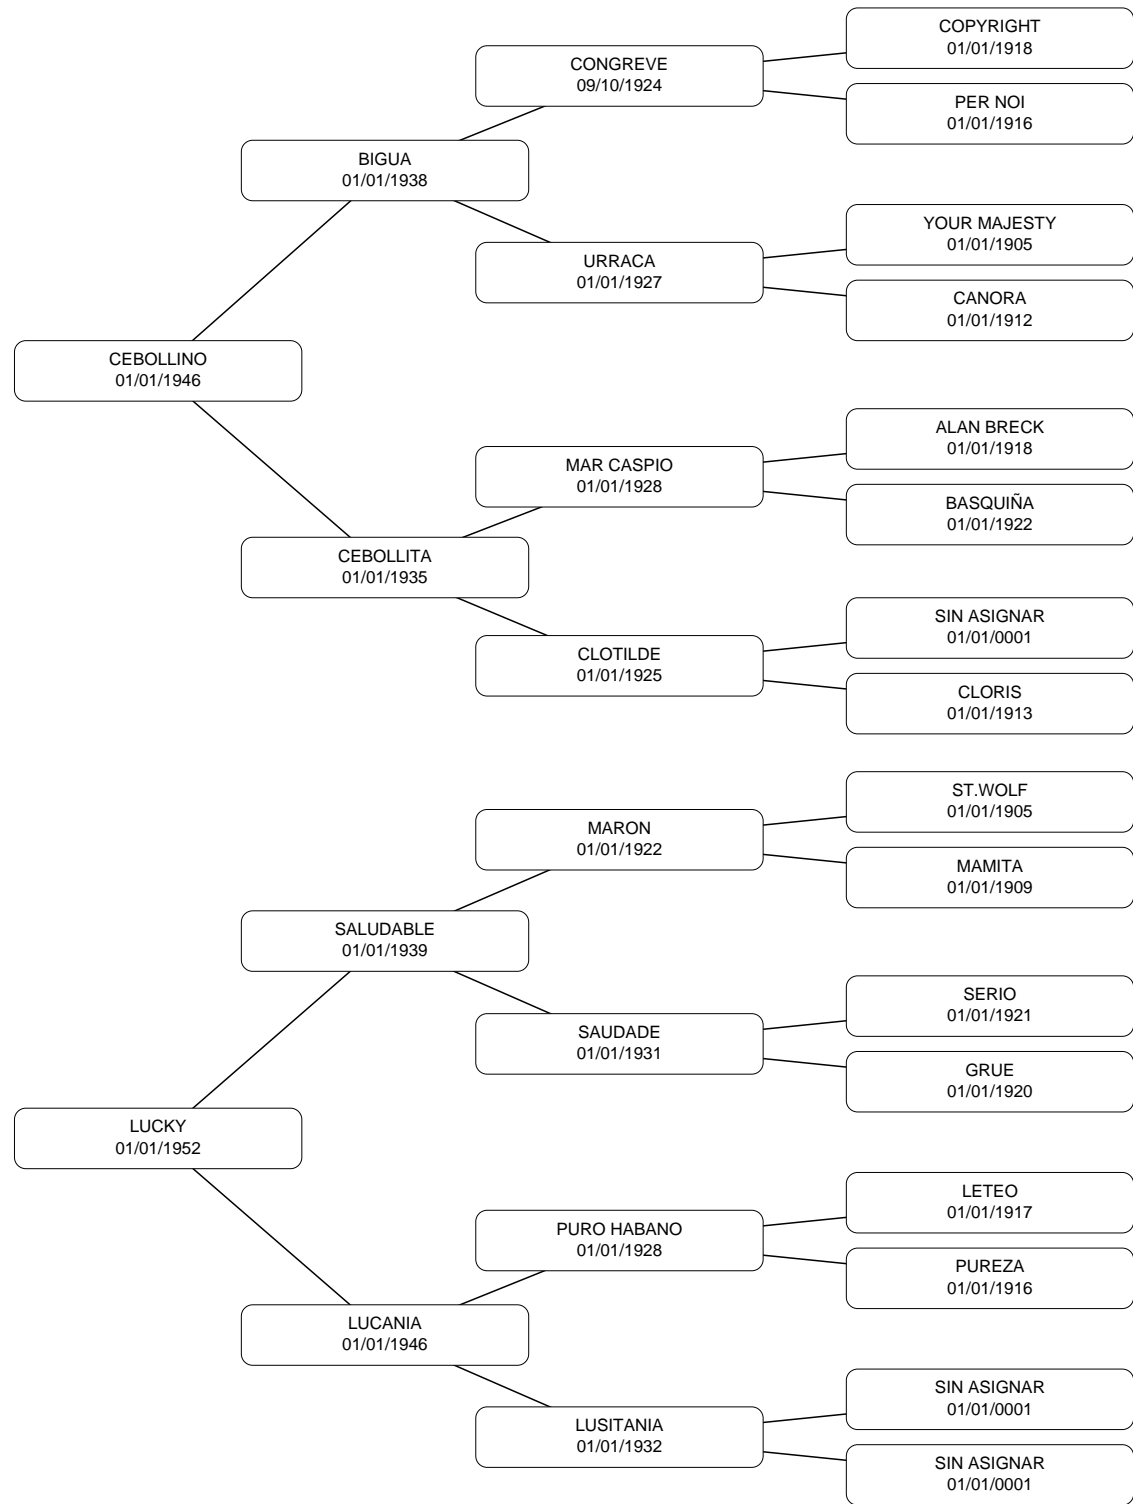 COPYRIGHT
01/01/1918
CONGREVE
09/10/1924
PER NOI
01/01/1916
BIGUA
01/01/1938
YOUR MAJESTY
01/01/1905
URRACA
01/01/1927
CANORA
01/01/1912
CEBOLLINO
01/01/1946
ALAN BRECK
01/01/1918
MAR CASPIO
01/01/1928
BASQUIÑA
01/01/1922
CEBOLLITA
01/01/1935
SIN ASIGNAR
01/01/0001
CLOTILDE
01/01/1925
CLORIS
01/01/1913
ST.WOLF
01/01/1905
MARON
01/01/1922
MAMITA
01/01/1909
SALUDABLE
01/01/1939
SERIO
01/01/1921
SAUDADE
01/01/1931
GRUE
01/01/1920
LUCKY
01/01/1952
LETEO
01/01/1917
PURO HABANO
01/01/1928
PUREZA
01/01/1916
LUCANIA
01/01/1946
SIN ASIGNAR
01/01/0001
LUSITANIA
01/01/1932
SIN ASIGNAR
01/01/0001